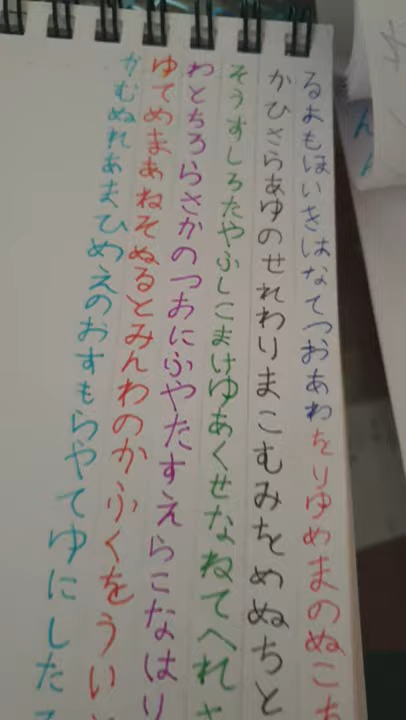 るよもはいきはなてつおあわをりゆめまのぬこち
かひさらあゆのせれわりまこむみをめぬちと
そうすしろたやふしこまけゆあくせなねてへれさ
わとちろらさかのつおにふやたすえらこなはり
ゆてめまあねそぬるとみんわのかふくをうい
かむぬれあまひめえのおすもらやてゆにした